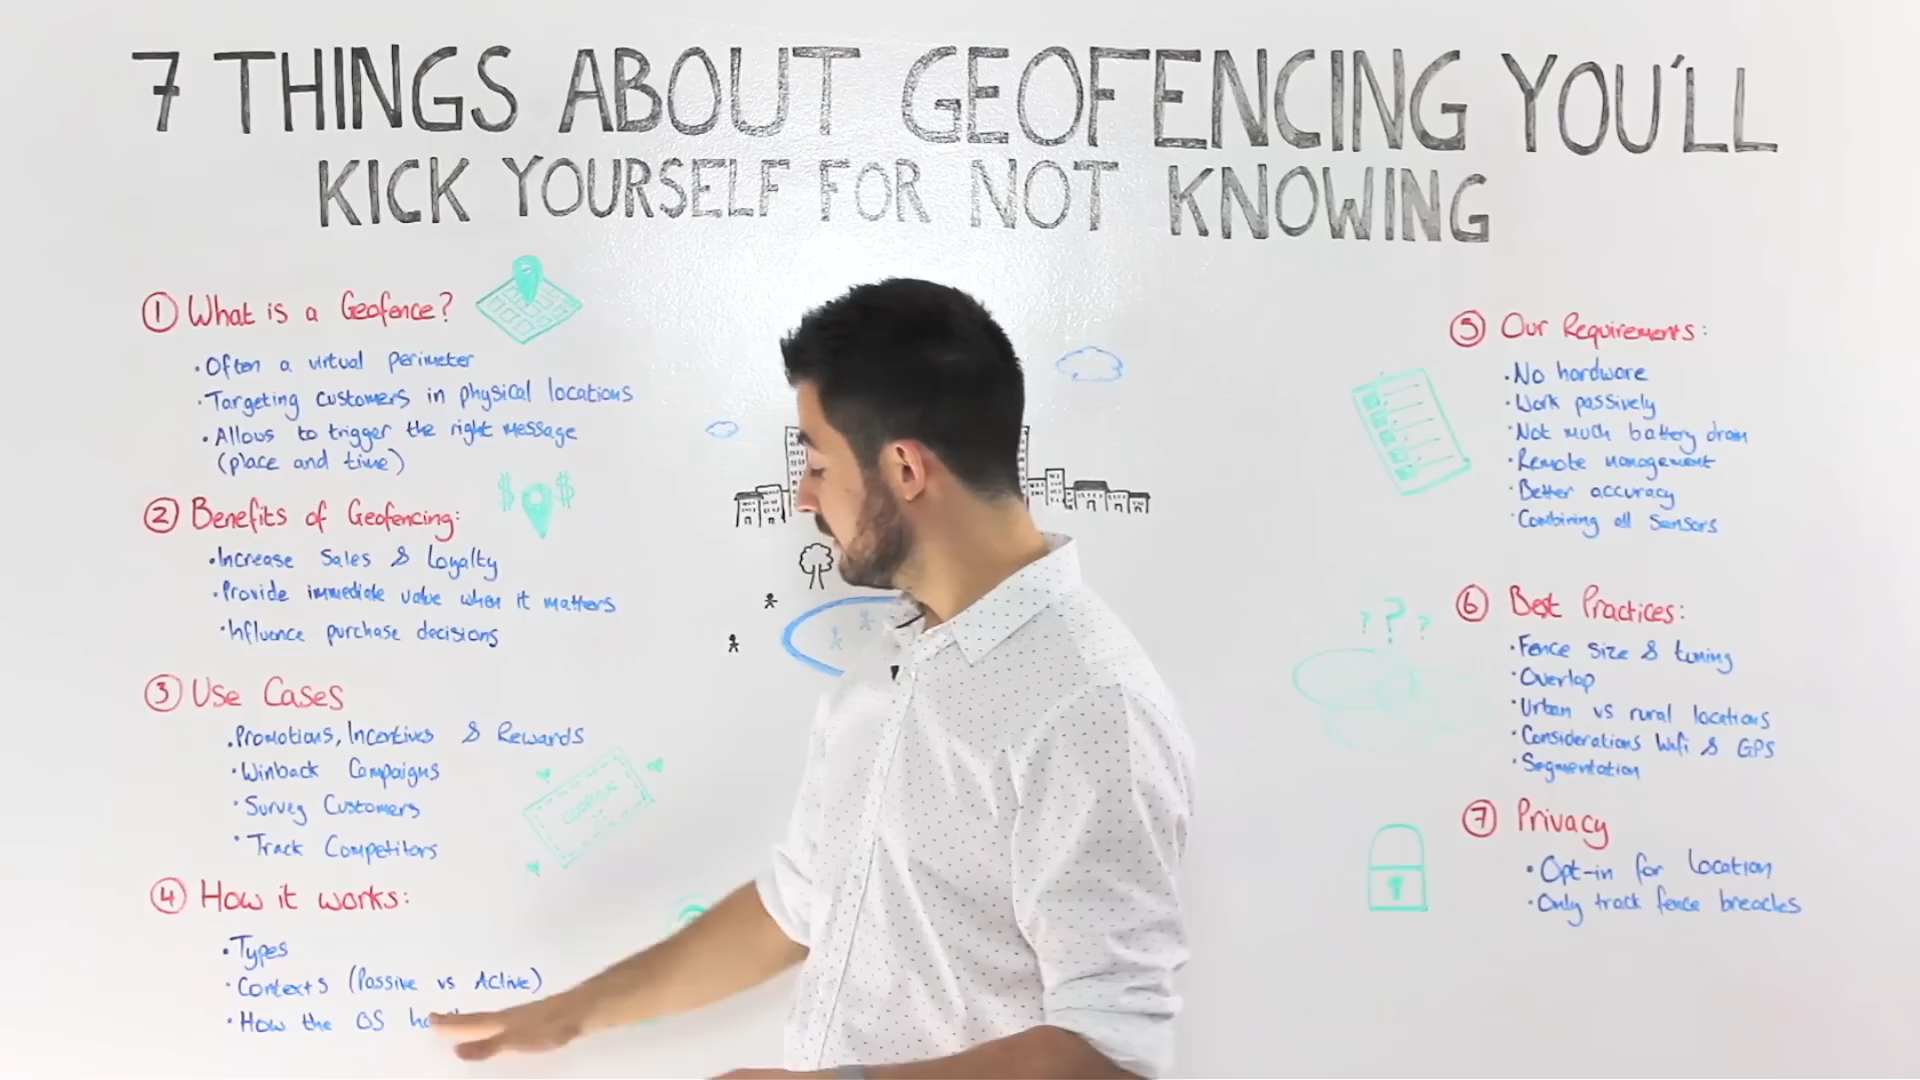 7 THINGS ABOUT GEOFENCING YOU'LL
KICK YOURSELF FOR NOT KNOWING
1 What is a Geofence?
• Often a virtual perimeter
• Targeting customers in physical locations
• Allows to trigger the right message
(place and time)
2 Benefits of Geofencing:
$ $
• Increase Sales & Loyalty
• Provide immediate value when it matters
• Influence purchase decisions
3 Use Cases
• Promotions, Incentives & Rewards
• Winback Campaigns
• Survey Customers
• Track Competitors
COUPON
4 How it works:
• Types
• Contexts (Passive vs Active)
• How the OS
5 Our Requirements:
• No hardware
• Work passively
• Not much battery drain
• Remote management
• Better accuracy
• Combining all sensors
6 Best Practices:
? ? ?
• Fence size & tuning
• Overlap
• Urban vs rural locations
• Considerations Wifi & GPS
• Segmentation
7 Privacy
• Opt-in for location
• Only track fence breaches